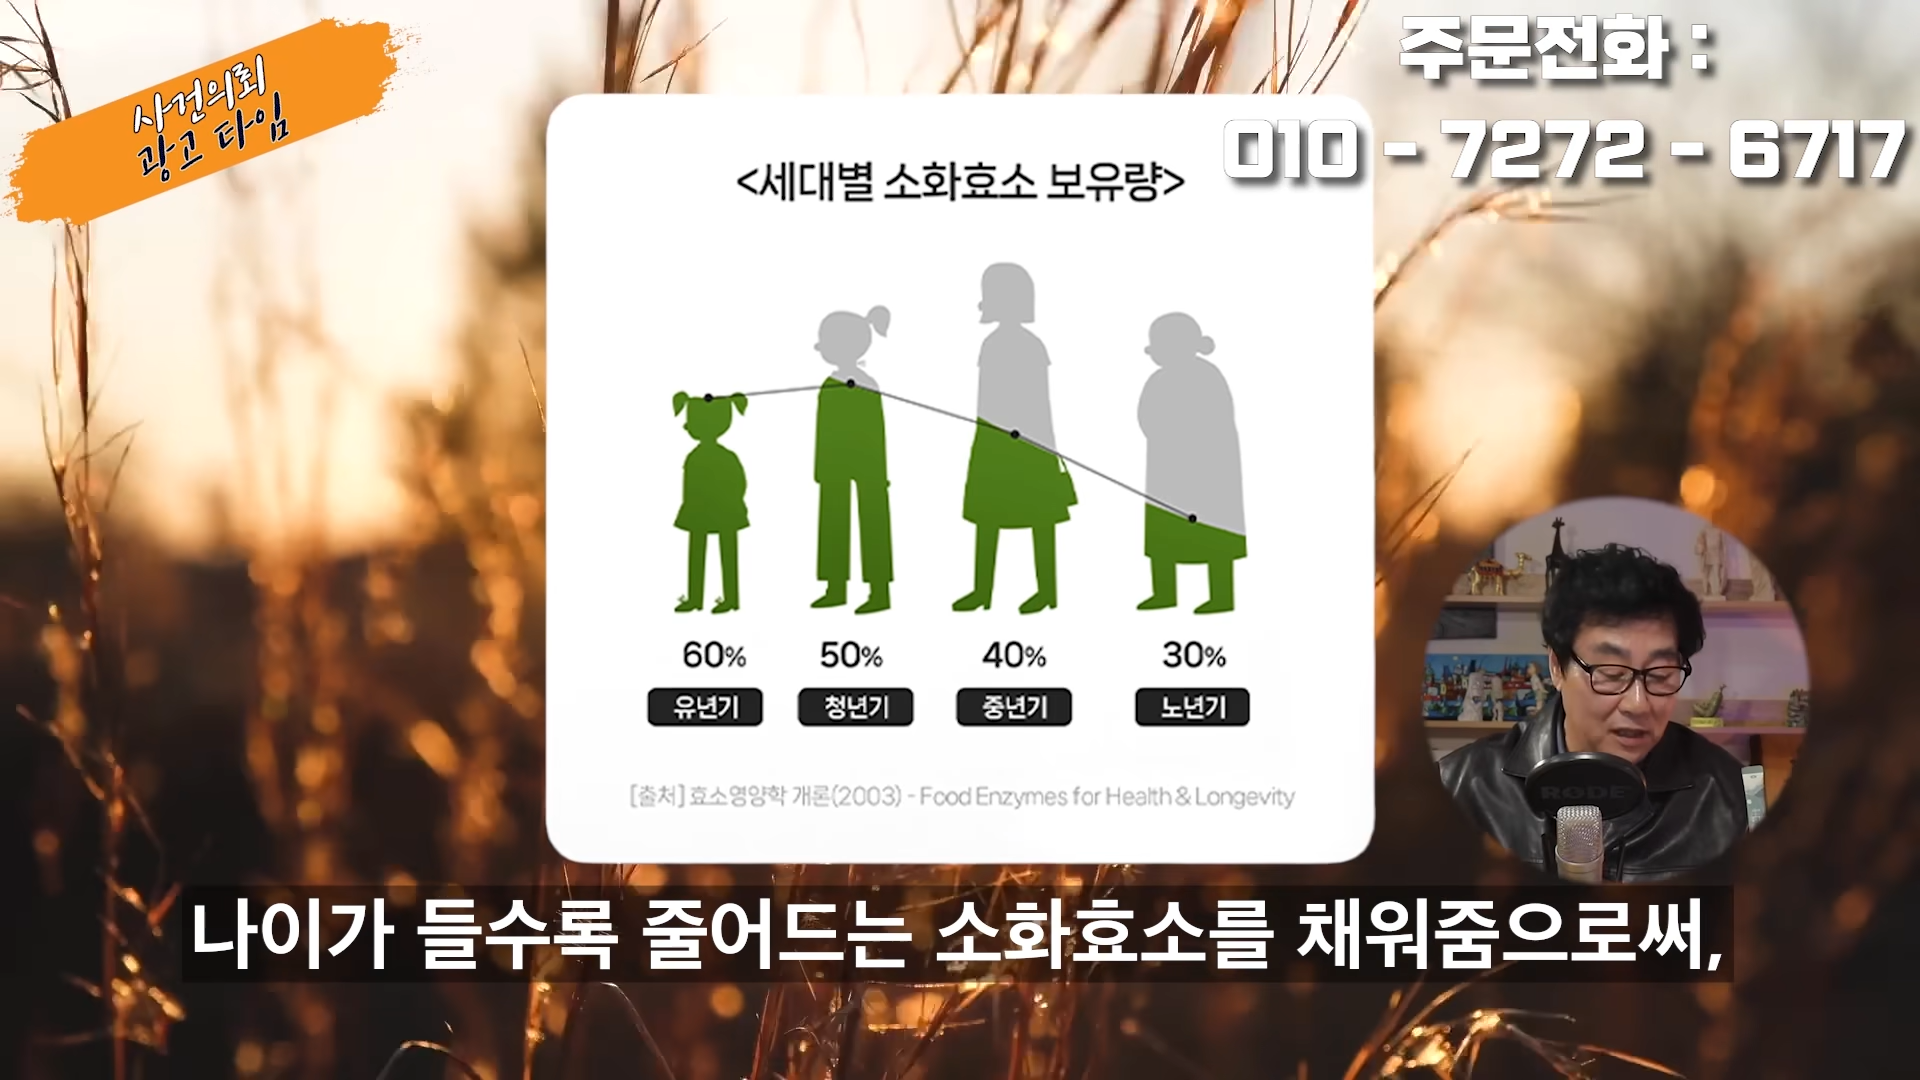 사건의뢰
광고 타임
주문전화 :
010 - 7272 - 6717
<세대별 소화효소 보유량>
60% 50% 40% 30%
유년기 청년기 중년기 노년기
[출처] 효소영양학 개론(2003) - Food Enzymes for Health & Longevity
RODE
나이가 들수록 줄어드는 소화효소를 채워줌으로써,